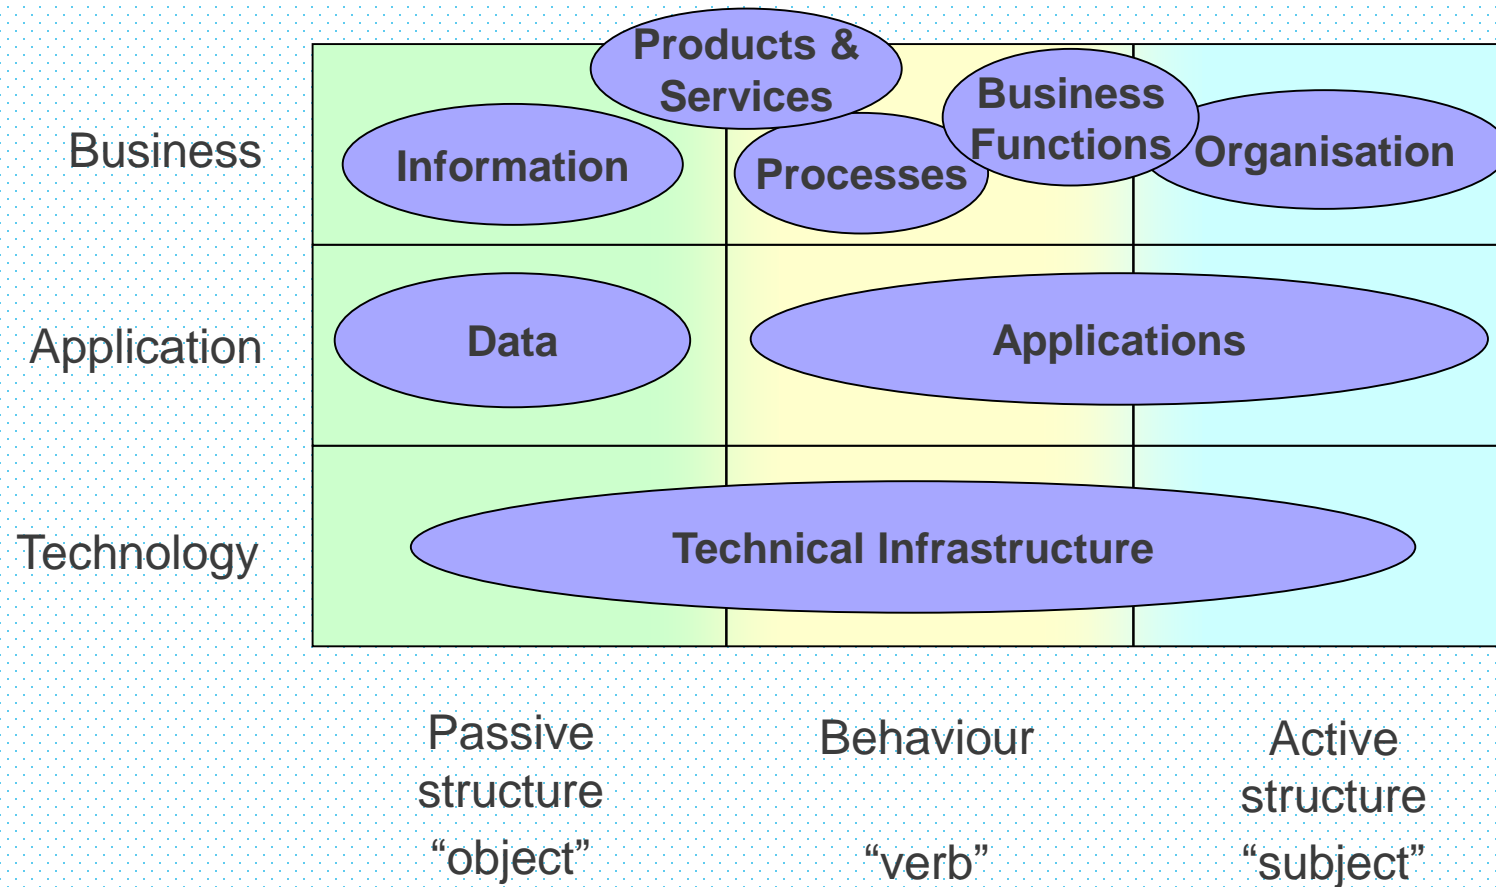 Products &
Services
Business
Functions
Business
Information
Processes
Organisation
Application
Data
Applications
Technology
Technical Infrastructure
Passive
structure
“object”
Behaviour
“verb”
Active
structure
“subject”